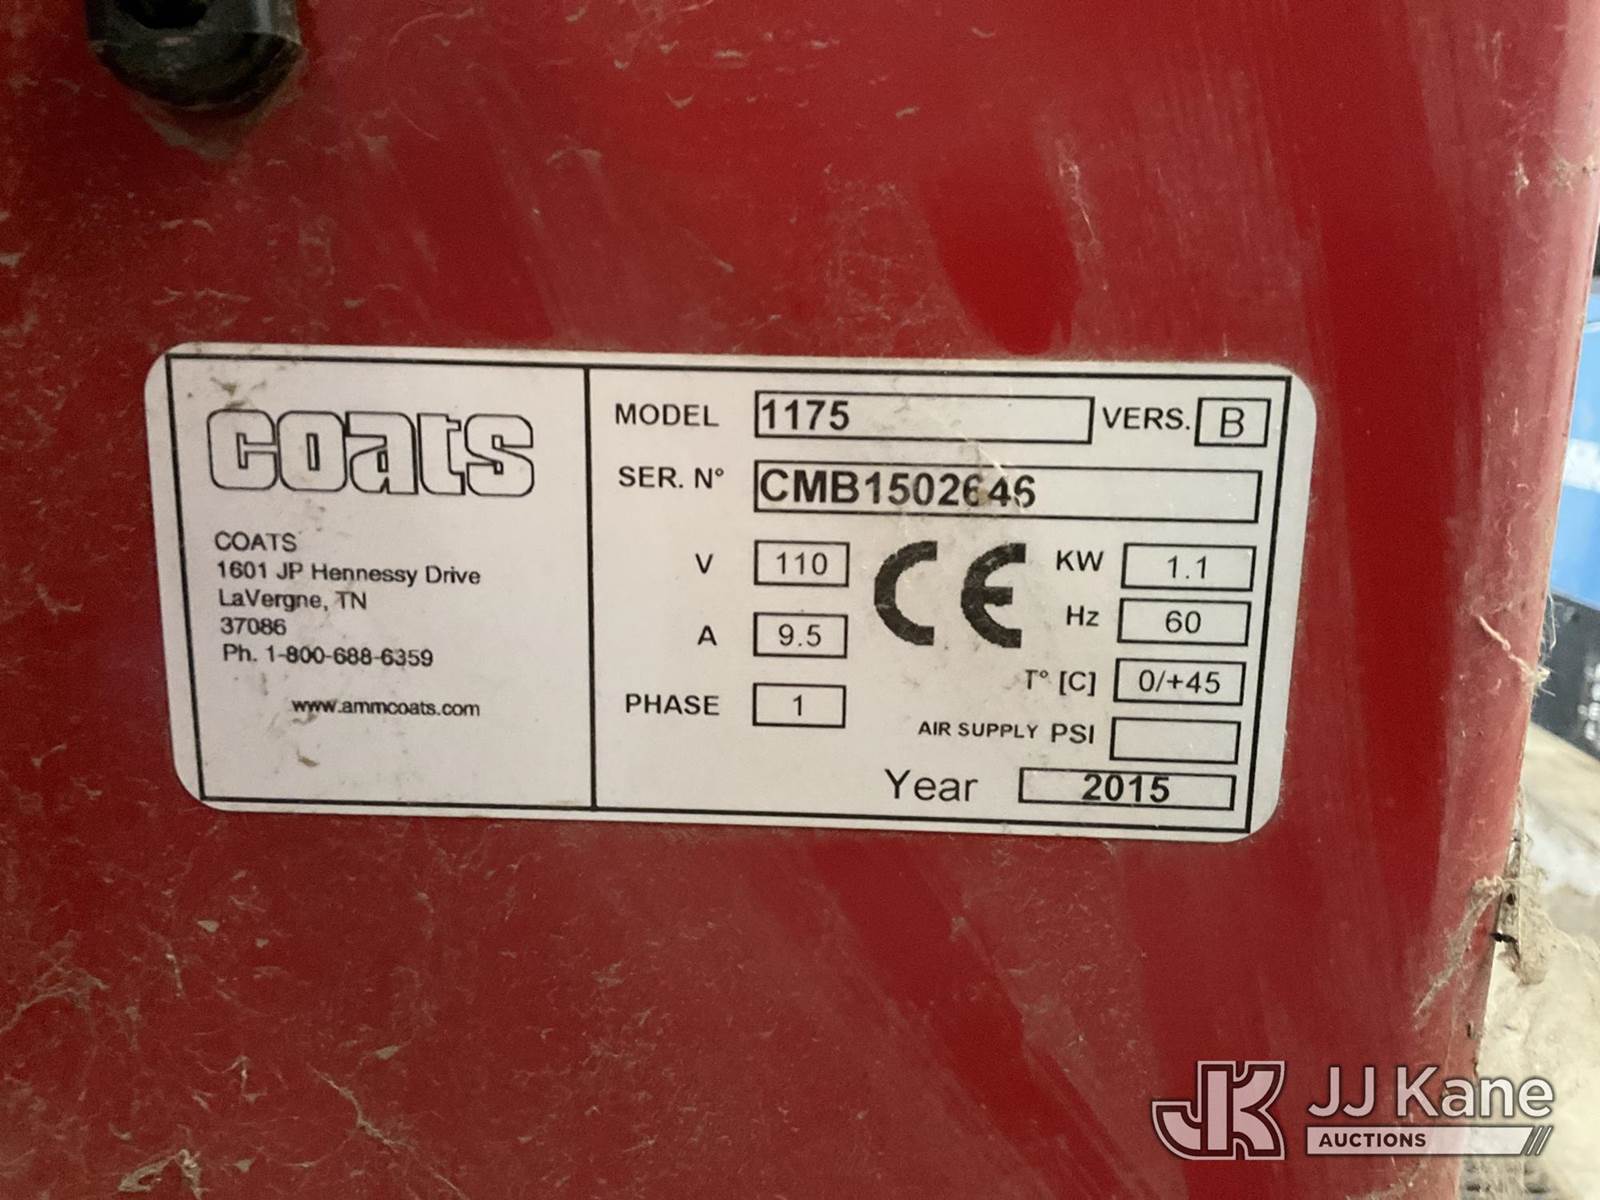 coats
COATS
1601 JP Hennessy Drive
LaVergne, TN
37086
Ph. 1-800-688-6359
www.ammcoats.com
MODEL 1175 VERS. B
SER. N° CMB1502646
V 110 CE KW 1.1
Hz 60
A 9.5
T° [C] 0/+45
PHASE 1
AIR SUPPLY PSI
Year 2015
JK JJ Kane
AUCTIONS